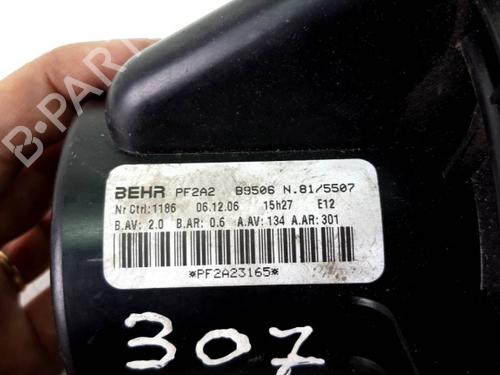 BEHR PF2A2 B9506 N.81/5507
Nr Ctrl:1186 06.12.06 15h27 E12
B.AV: 2.0 B.AR: 0.6 A.AV: 134 A.AR: 301
*PF2A23165*
307
B-PARTS